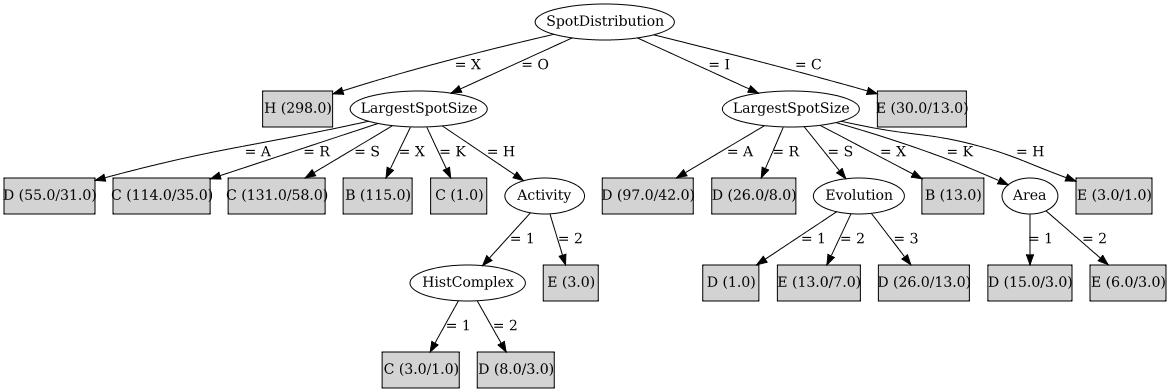 SpotDistribution
= X
= O
= I
= C
H (298.0)
LargestSpotSize
LargestSpotSize
E (30.0/13.0)
= A
= R
= S
= X
= K
= H
= A
= R
= S
= X
= K
= H
D (55.0/31.0)
C (114.0/35.0)
C (131.0/58.0)
B (115.0)
C (1.0)
Activity
D (97.0/42.0)
D (26.0/8.0)
Evolution
B (13.0)
Area
E (3.0/1.0)
= 1
= 2
= 1
= 2
= 3
= 1
= 2
HistComplex
E (3.0)
D (1.0)
E (13.0/7.0)
D (26.0/13.0)
D (15.0/3.0)
E (6.0/3.0)
= 1
= 2
C (3.0/1.0)
D (8.0/3.0)